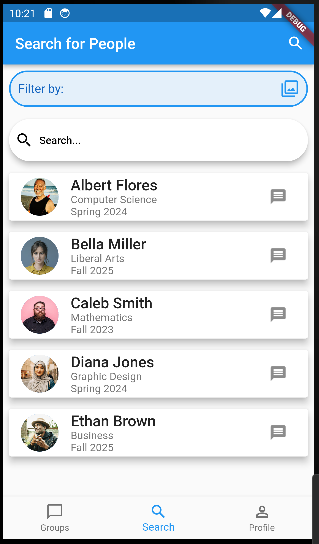 10:21
DEBUG
Search for People
Filter by:
Search...
Albert Flores
Computer Science
Spring 2024
Bella Miller
Liberal Arts
Fall 2025
Caleb Smith
Mathematics
Fall 2023
Diana Jones
Graphic Design
Spring 2024
Ethan Brown
Business
Fall 2025
Groups
Search
Profile